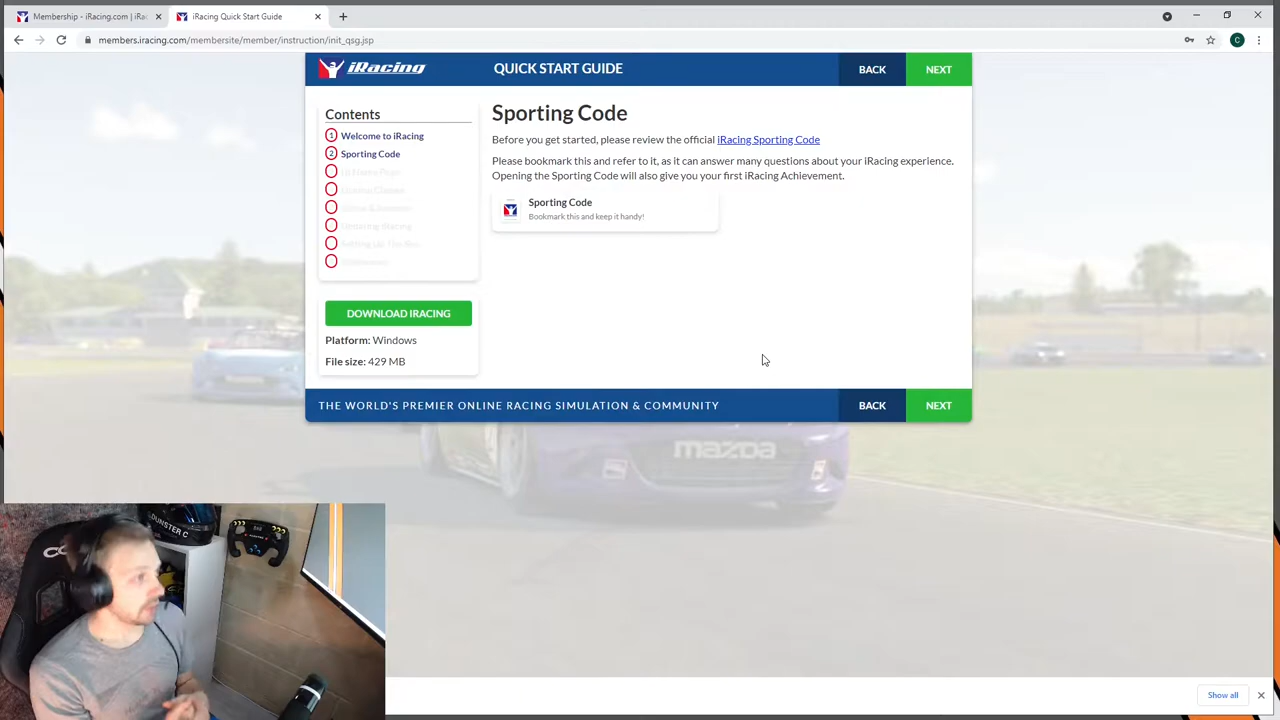 Membership - iRacing.com | iRac
iRacing Quick Start Guide
members.iracing.com/membersite/member/instruction/init_qsg.jsp
C
iRacing
QUICK START GUIDE
BACK
NEXT
Contents
1 Welcome to iRacing
2 Sporting Code
DOWNLOAD IRACING
Platform: Windows
File size: 429 MB
Sporting Code
Before you get started, please review the official iRacing Sporting Code
Please bookmark this and refer to it, as it can answer many questions about your iRacing experience.
Opening the Sporting Code will also give you your first iRacing Achievement.
Sporting Code
Bookmark this and keep it handy!
THE WORLD'S PREMIER ONLINE RACING SIMULATION & COMMUNITY
BACK
NEXT
mazda
DUNSTER C
Show all